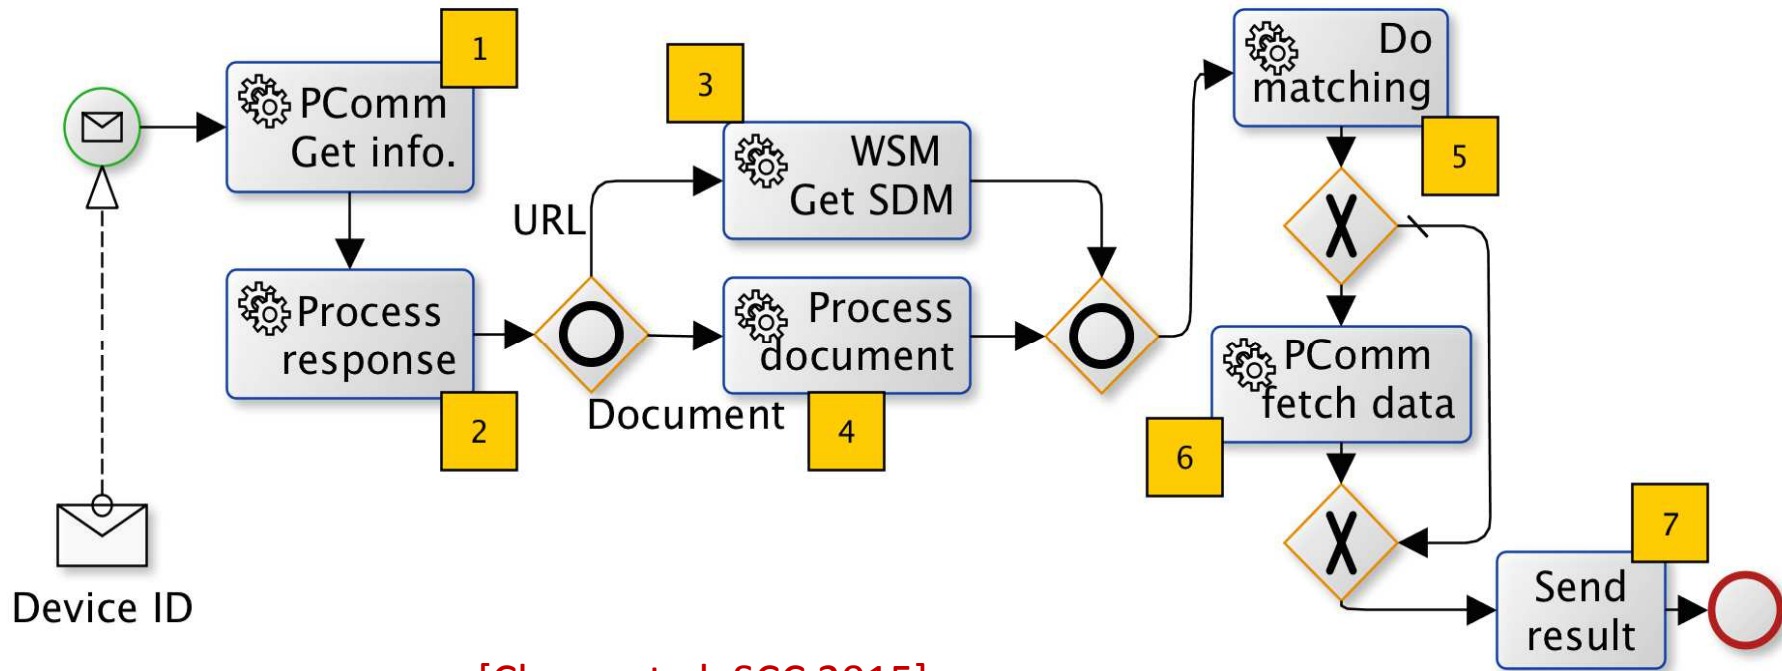 1
PComm
Get info.
Process
response
2
Device ID
URL
Document
3
WSM
Get SDM
Process
document
4
Do
matching
5
X
PComm
fetch data
6
X
7
Send
result
2015]